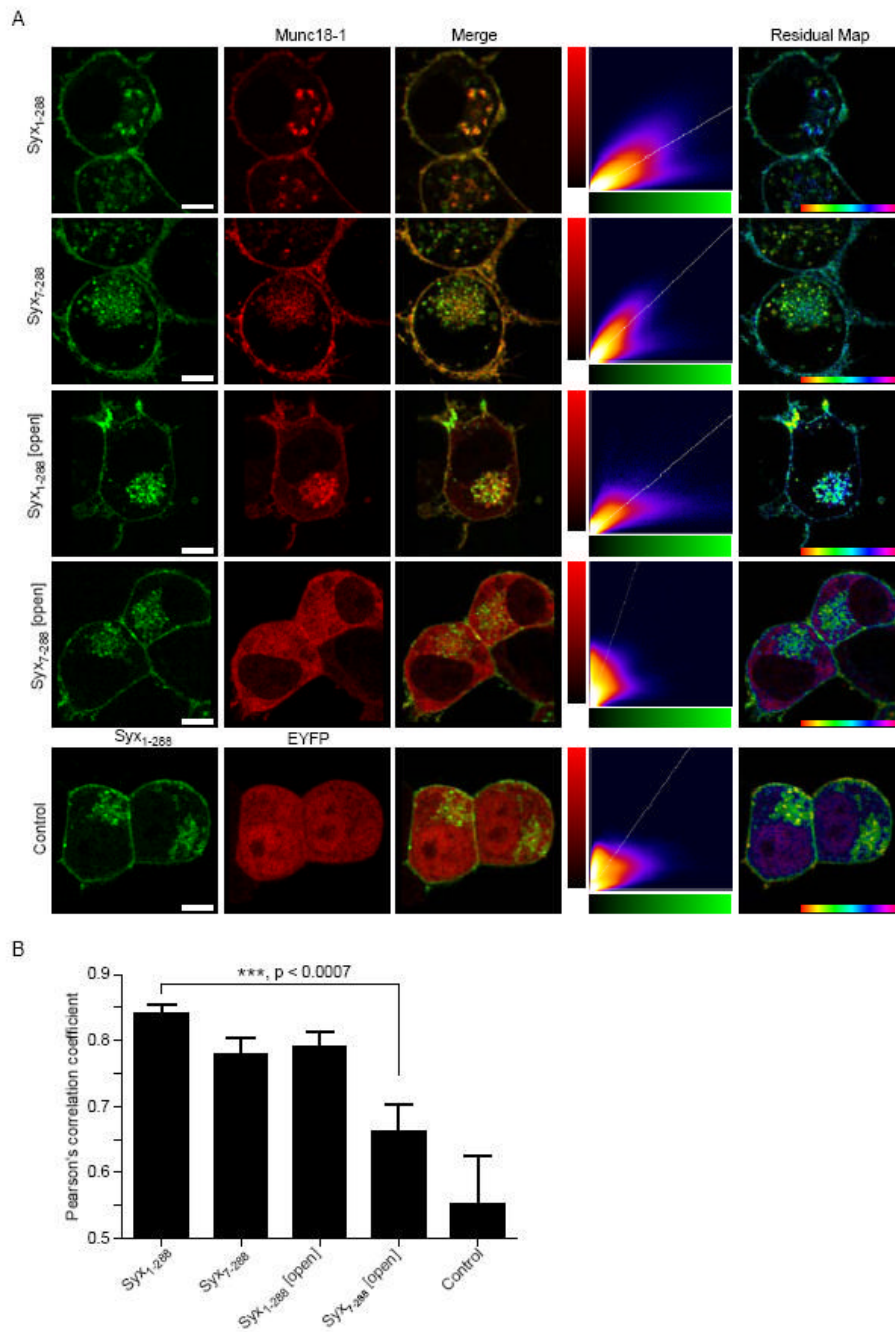 A
Munc18-1 Merge Residual Map
Syx1-288
Syx7-288
Syx1-288 [open]
Syx7-288 [open]
Syx1-288 EYFP
Control
B
***, p < 0.0007
Pearson's correlation coefficient
0.9
0.8
0.7
0.6
0.5
Syx1-288
Syx7-288
Syx1-288 [open]
Syx7-288 [open]
Control